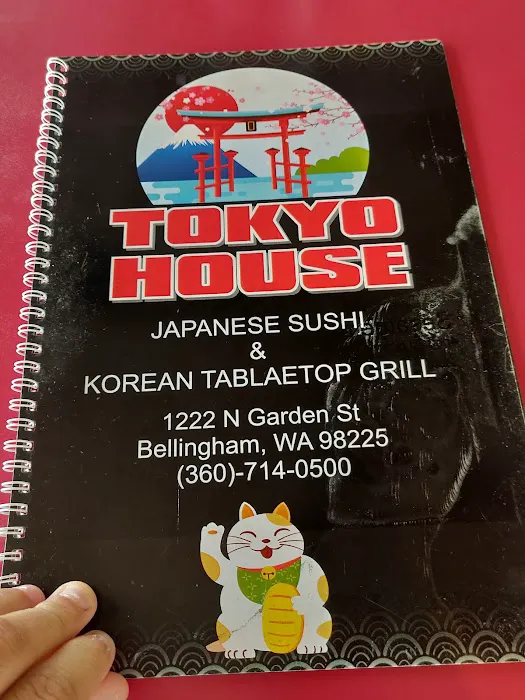 TOKYO
HOUSE
JAPANESE SUSHI
&
KOREAN TABLAETOP GRILL
1222 N Garden St
Bellingham, WA 98225
(360)-714-0500